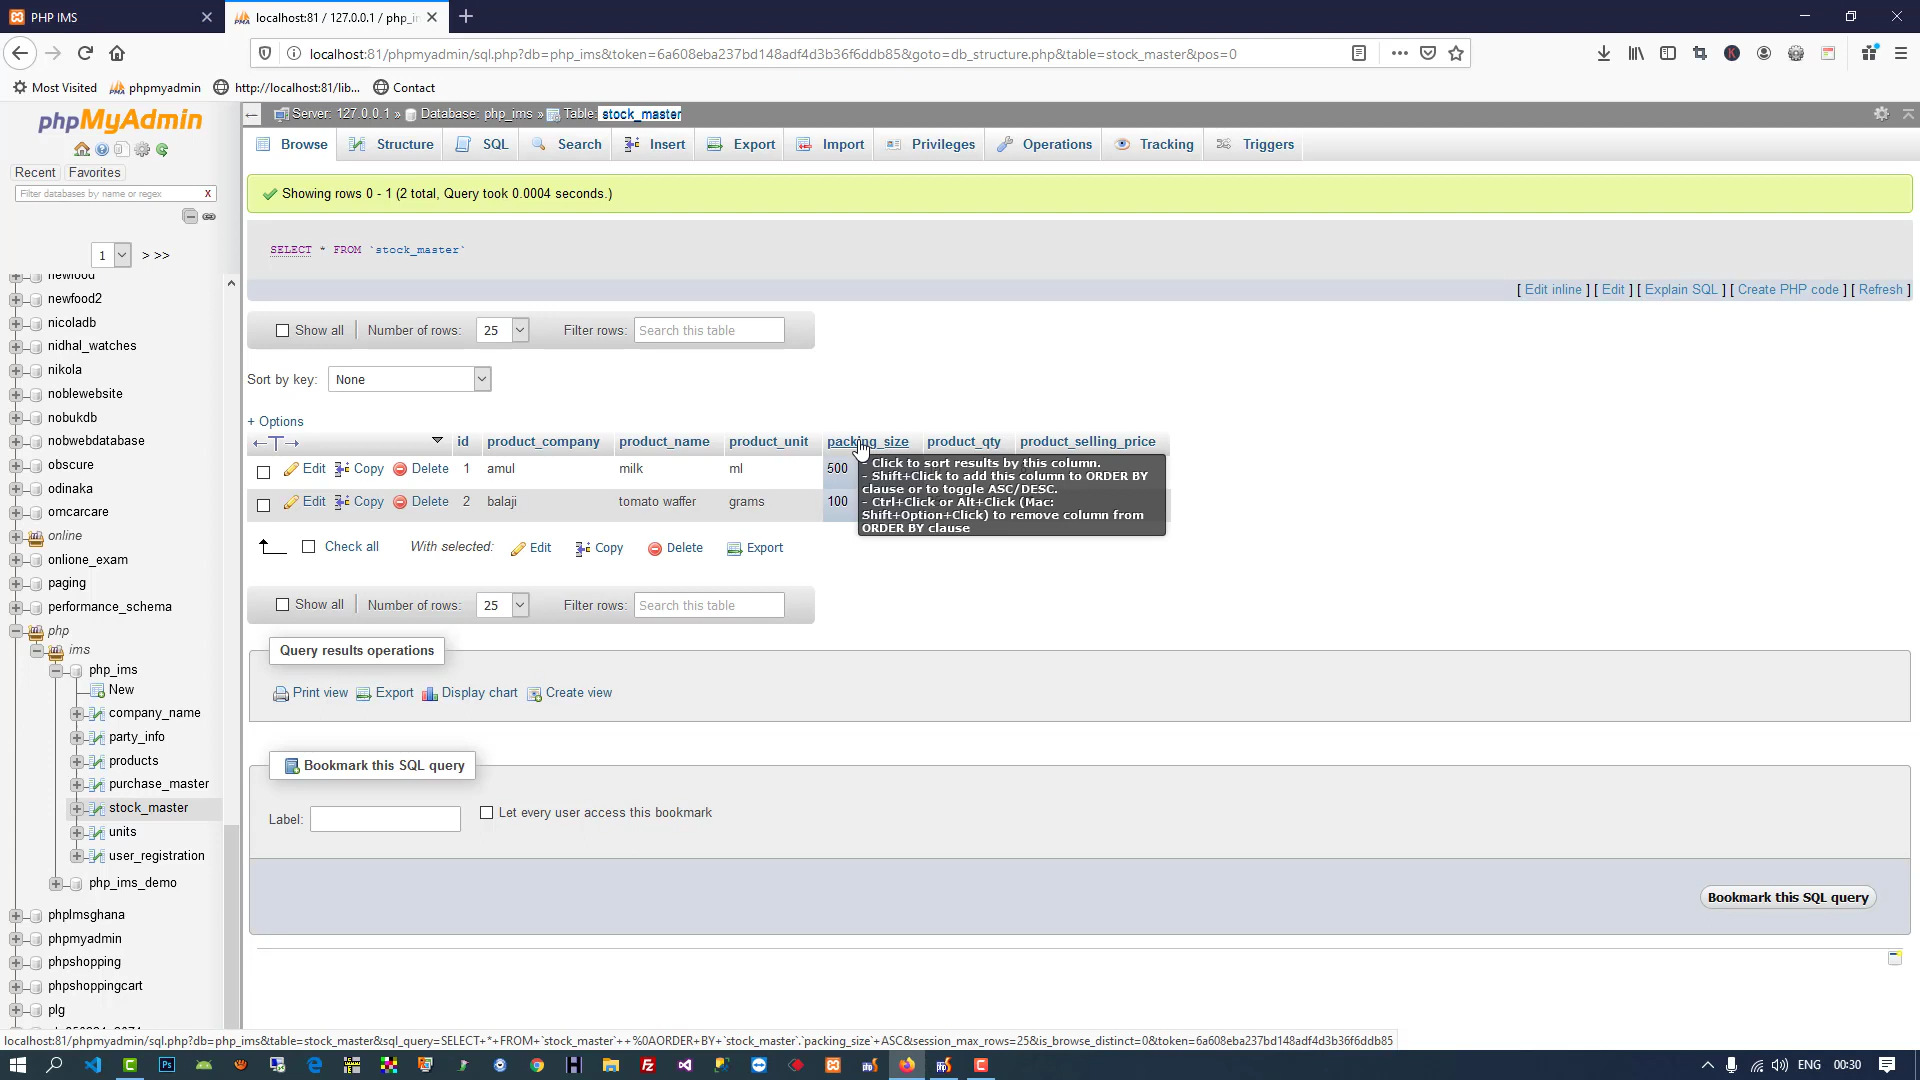 PHP IMS
localhost:81 / 127.0.0.1 / php_i
localhost:81/phpmyadmin/sql.php?db=php_ims&token=6a608eba237bd148adf4d3b36f6ddb85&goto=db_structure.php&table=stock_master&pos=0
Most Visited phpmyadmin http://localhost:81/lib... Contact
phpMyAdmin
Server: 127.0.0.1 » Database: php_ims » Table: stock_master
Browse Structure SQL Search Insert Export Import Privileges Operations Tracking Triggers
Recent Favorites
Filter databases by name or regex X
1 > >>
newfood
newfood2
nicoladb
nidhal_watches
nikola
noblewebsite
nobukdb
nobwebdatabase
obscure
odinaka
omcarcare
online
onlione_exam
paging
performance_schema
php
ims
php_ims
New
company_name
party_info
products
purchase_master
stock_master
units
user_registration
php_ims_demo
phplmsghana
phpmyadmin
phpshopping
phpshoppingcart
plg
Showing rows 0 - 1 (2 total, Query took 0.0004 seconds.)
SELECT * FROM `stock_master`
[ Edit inline ] [ Edit ] [ Explain SQL ] [ Create PHP code ] [ Refresh ]
Show all Number of rows: 25 Filter rows: Search this table
Sort by key: None
+ Options
←T→ id product_company product_name product_unit packing_size product_qty product_selling_price
Edit Copy Delete 1 amul milk ml 500
Edit Copy Delete 2 balaji tomato waffer grams 100
- Click to sort results by this column.
- Shift+Click to add this column to ORDER BY
clause or to toggle ASC/DESC.
- Ctrl+Click or Alt+Click (Mac:
Shift+Option+Click) to remove column from
ORDER BY clause
Check all With selected: Edit Copy Delete Export
Show all Number of rows: 25 Filter rows: Search this table
Query results operations
Print view Export Display chart Create view
Bookmark this SQL query
Label: Let every user access this bookmark
Bookmark this SQL query
localhost:81/phpmyadmin/sql.php?db=php_ims&table=stock_master&sql_query=SELECT+*+FROM+`stock_master`++%0AORDER+BY+`stock_master`.`packing_size`+ASC&session_max_rows=25&is_browse_distinct=0&token=6a608eba237bd148adf4d3b36f6ddb85
ENG 00:30